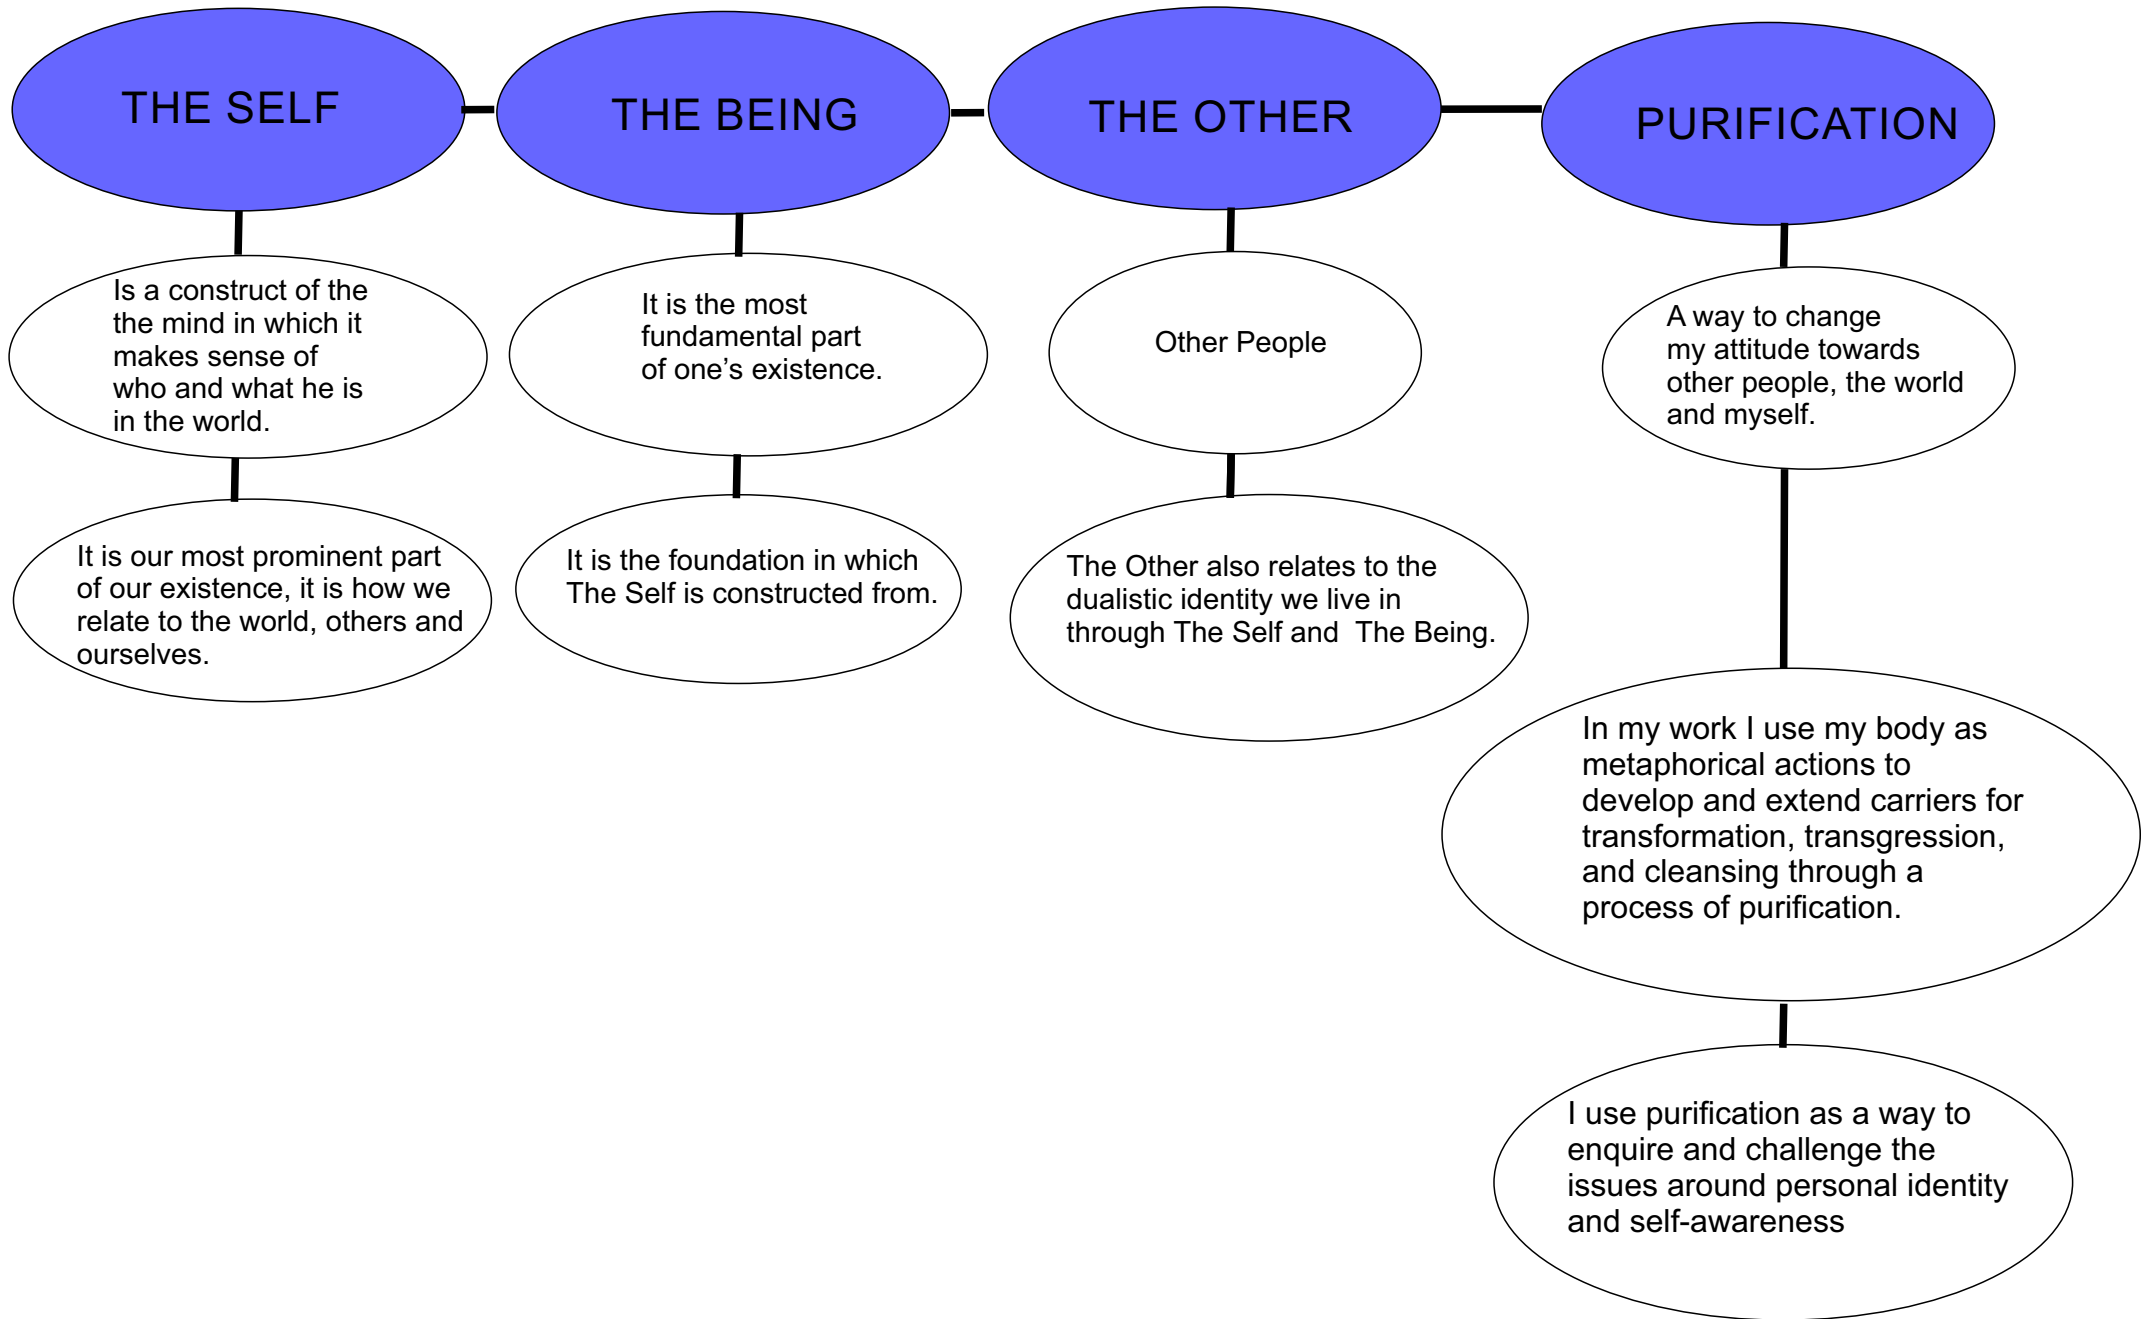 THE SELF
THE BEING
THE OTHER
PURIFICATION
Is a construct of the
the mind in which it
makes sense of
who and what he is
in the world.
It is our most prominent part
of our existence, it is how we
relate to the world, others and
ourselves.
It is the most
fundamental part
of one’s existence.
It is the foundation in which
The Self is constructed from.
Other People
The Other also relates to the
dualistic identity we live in
through The Self and  The Being.
A way to change
my attitude towards
other people, the world
and myself.
In my work I use my body as
metaphorical actions to
develop and extend carriers for
transformation, transgression,
and cleansing through a
process of purification.
I use purification as a way to
enquire and challenge the
issues around personal identity
and self-awareness